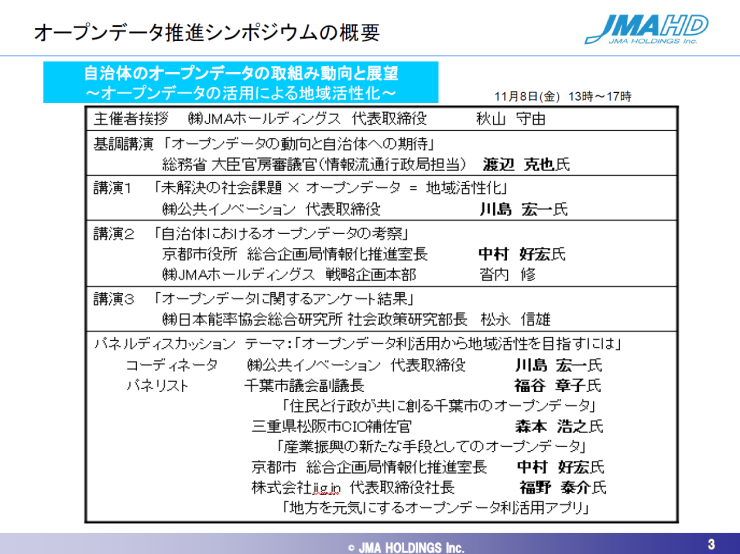 オープンデータ推進シンポジウムの概要
JMAHD
JMA HOLDINGS Inc.
自治体のオープンデータの取組み動向と展望
～オープンデータの活用による地域活性化～
11月8日(金) 13時～17時
主催者挨拶 ㈱JMAホールディングス 代表取締役 秋山 守由
基調講演 「オープンデータの動向と自治体への期待」
総務省 大臣官房審議官（情報流通行政局担当） 渡辺 克也氏
講演１ 「未解決の社会課題 × オープンデータ = 地域活性化」
㈱公共イノベーション 代表取締役 川島 宏一氏
講演２ 「自治体におけるオープンデータの考察」
京都市役所 総合企画局情報化推進室長 中村 好宏氏
㈱JMAホールディングス 戦略企画本部 沓内 修
講演３ 「オープンデータに関するアンケート結果」
㈱日本能率協会総合研究所 社会政策研究部長 松永 信雄
パネルディスカッション テーマ：「オープンデータ利活用から地域活性を目指すには」
コーディネータ ㈱公共イノベーション 代表取締役 川島 宏一氏
パネリスト 千葉市議会副議長 福谷 章子氏
「住民と行政が共に創る千葉市のオープンデータ」
三重県松阪市CIO補佐官 森本 浩之氏
「産業振興の新たな手段としてのオープンデータ」
京都市 総合企画局情報化推進室長 中村 好宏氏
株式会社jig.jp 代表取締役社長 福野 泰介氏
「地方を元気にするオープンデータ利活用アプリ」
© JMA HOLDINGS Inc.
3